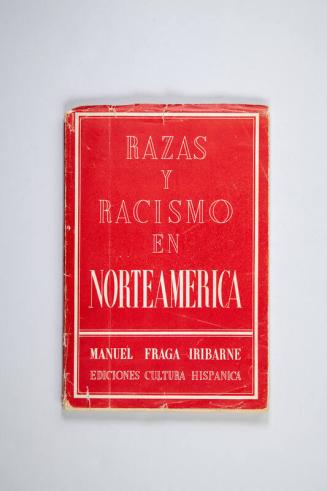 RAZAS
Y
RACISMO
EN
NORTEAMERICA
MANUEL FRAGA IRIBARNE
EDICIONES CULTURA HISPANICA